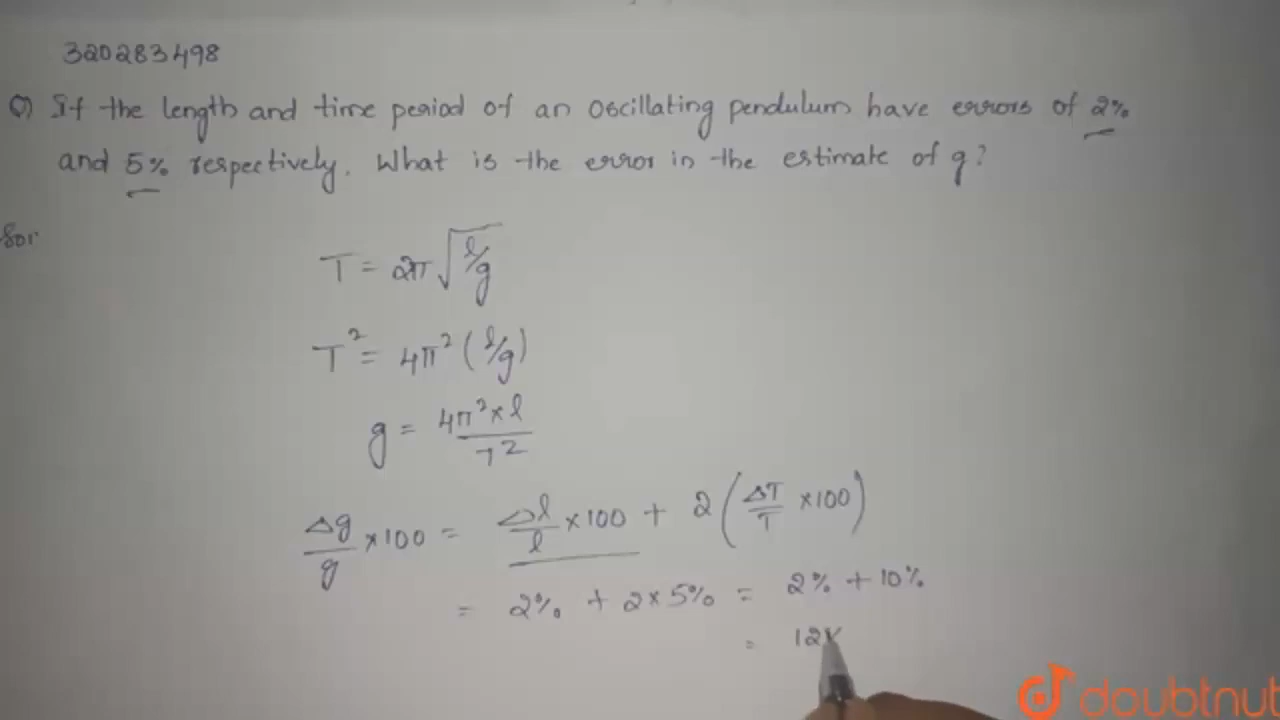 320283498
Q) If the length and time period of an oscillating pendulum have errors of 2%
and 5% respectively. What is the error in the estimate of g?
Sol
T = 2π√l/g
T² = 4π² (l/g)
g = 4π² × l / T²
Δg/g × 100 = Δl/l × 100 + 2 (ΔT/T × 100)
= 2% + 2 × 5% = 2% + 10%
= 12
doubtnut